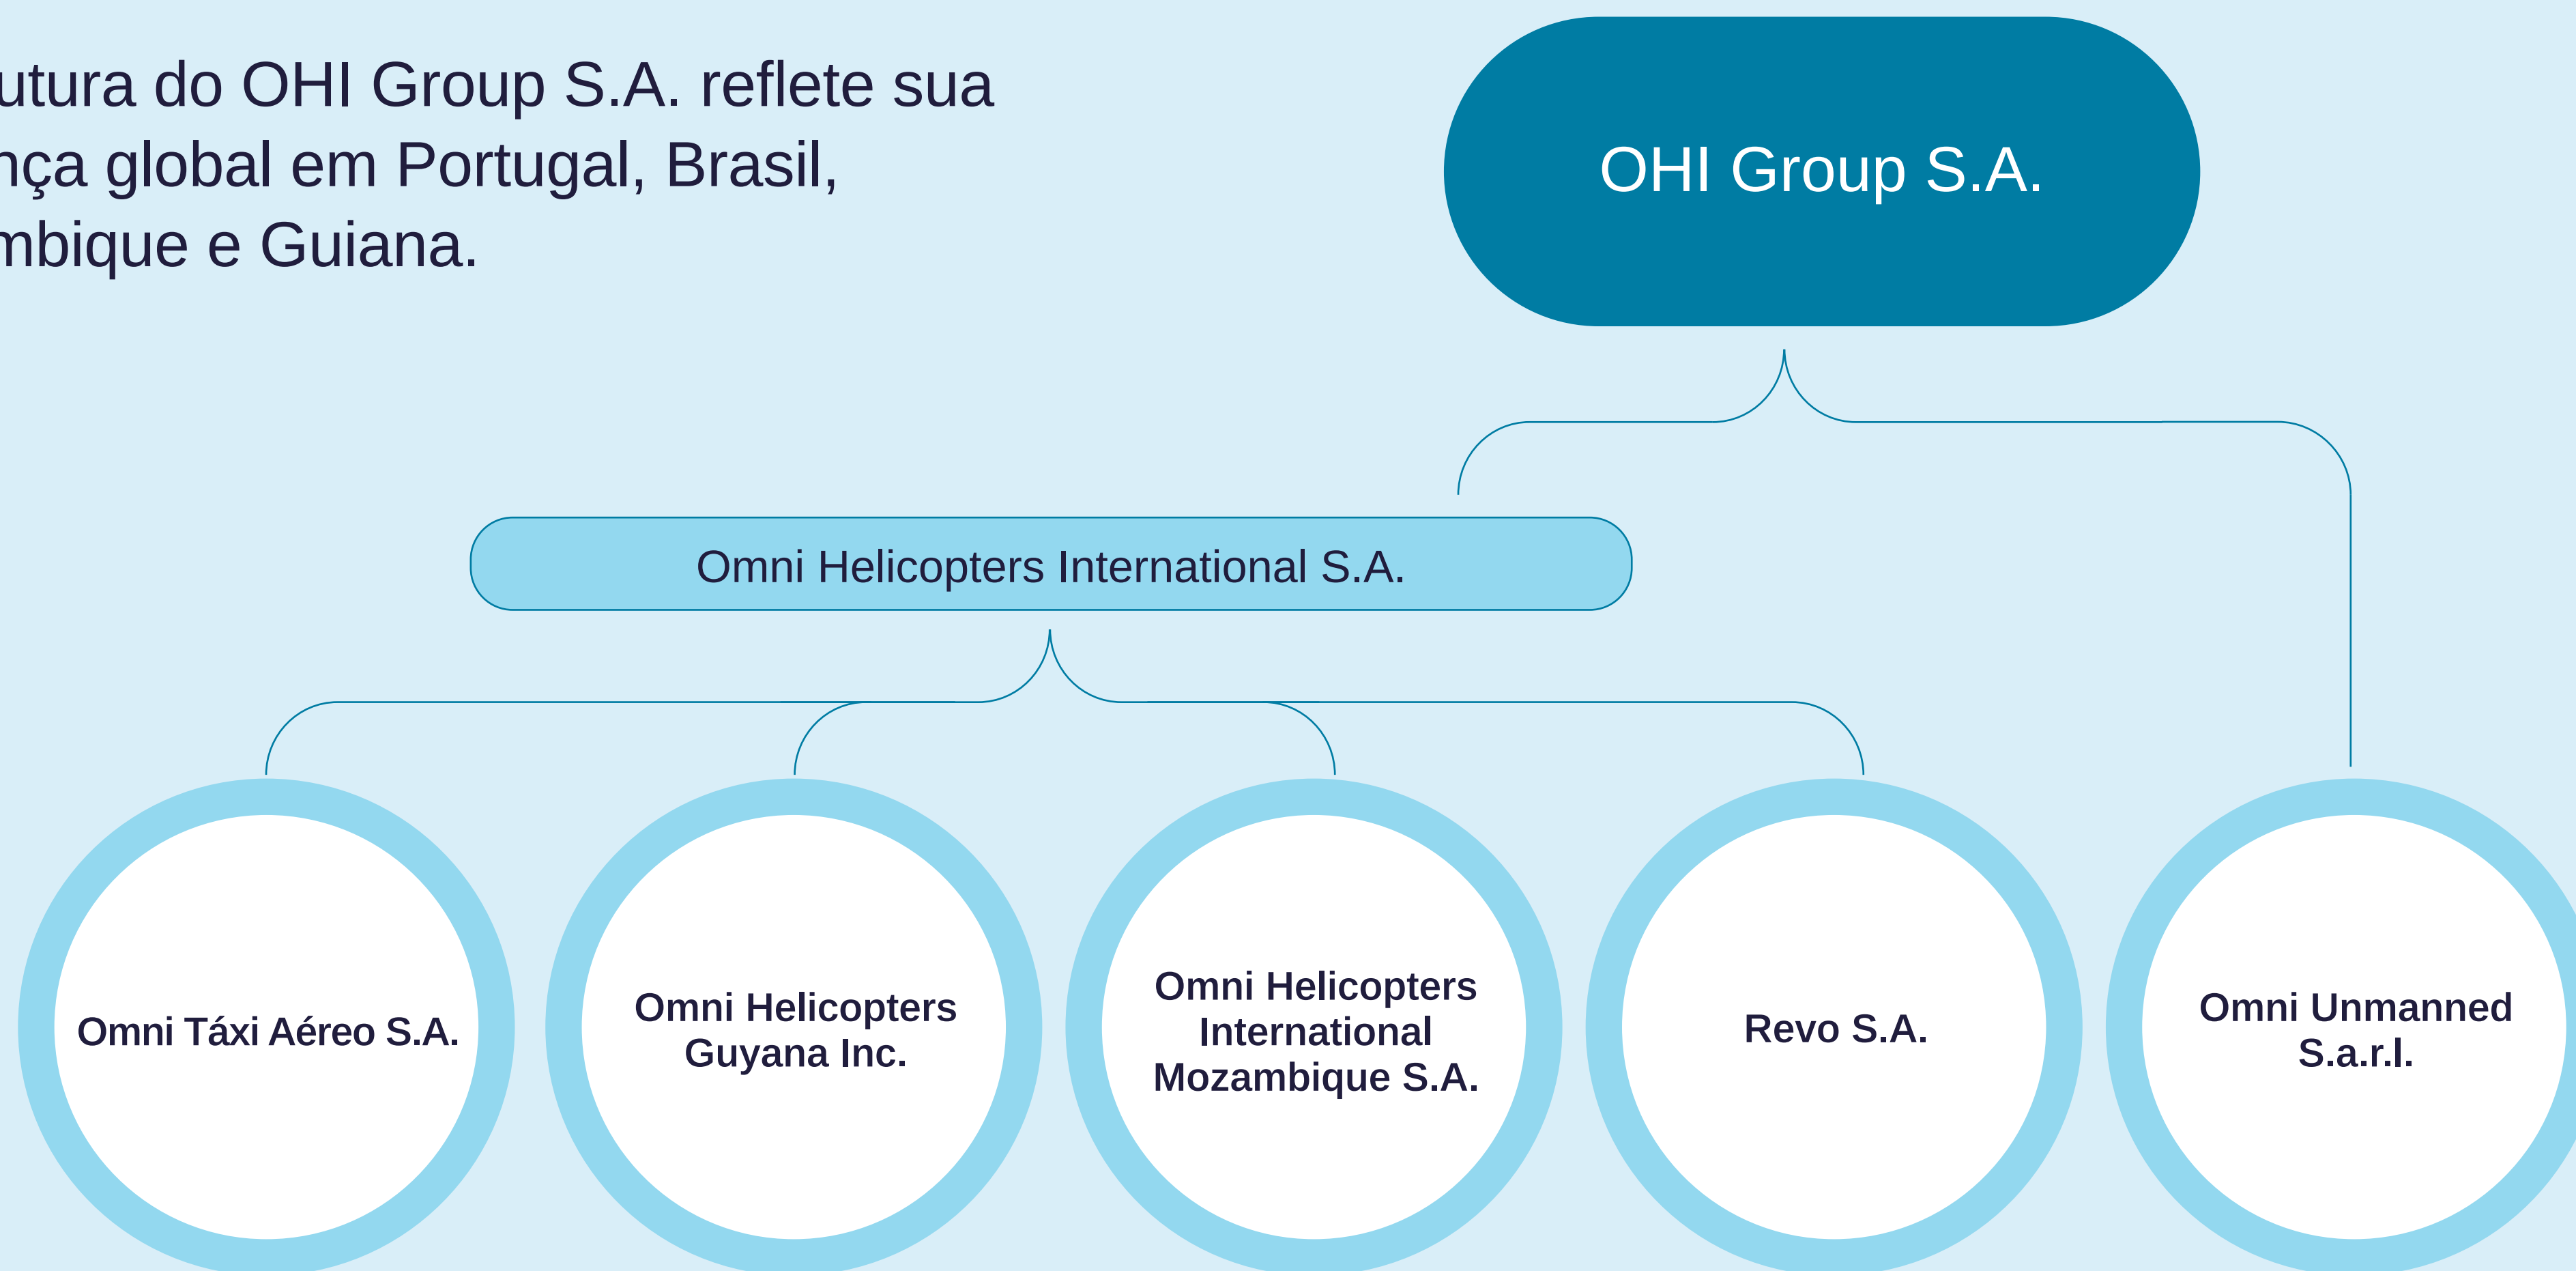 utura do OHI Group S.A. reflete sua
nça global em Portugal, Brasil,
mbique e Guiana.
OHI Group S.A.
Omni Helicopters International S.A.
Omni Táxi Aéreo S.A.
Omni Helicopters
Guyana Inc.
Omni Helicopters
International
Mozambique S.A.
Revo S.A.
Omni Unmanned
S.a.r.l.